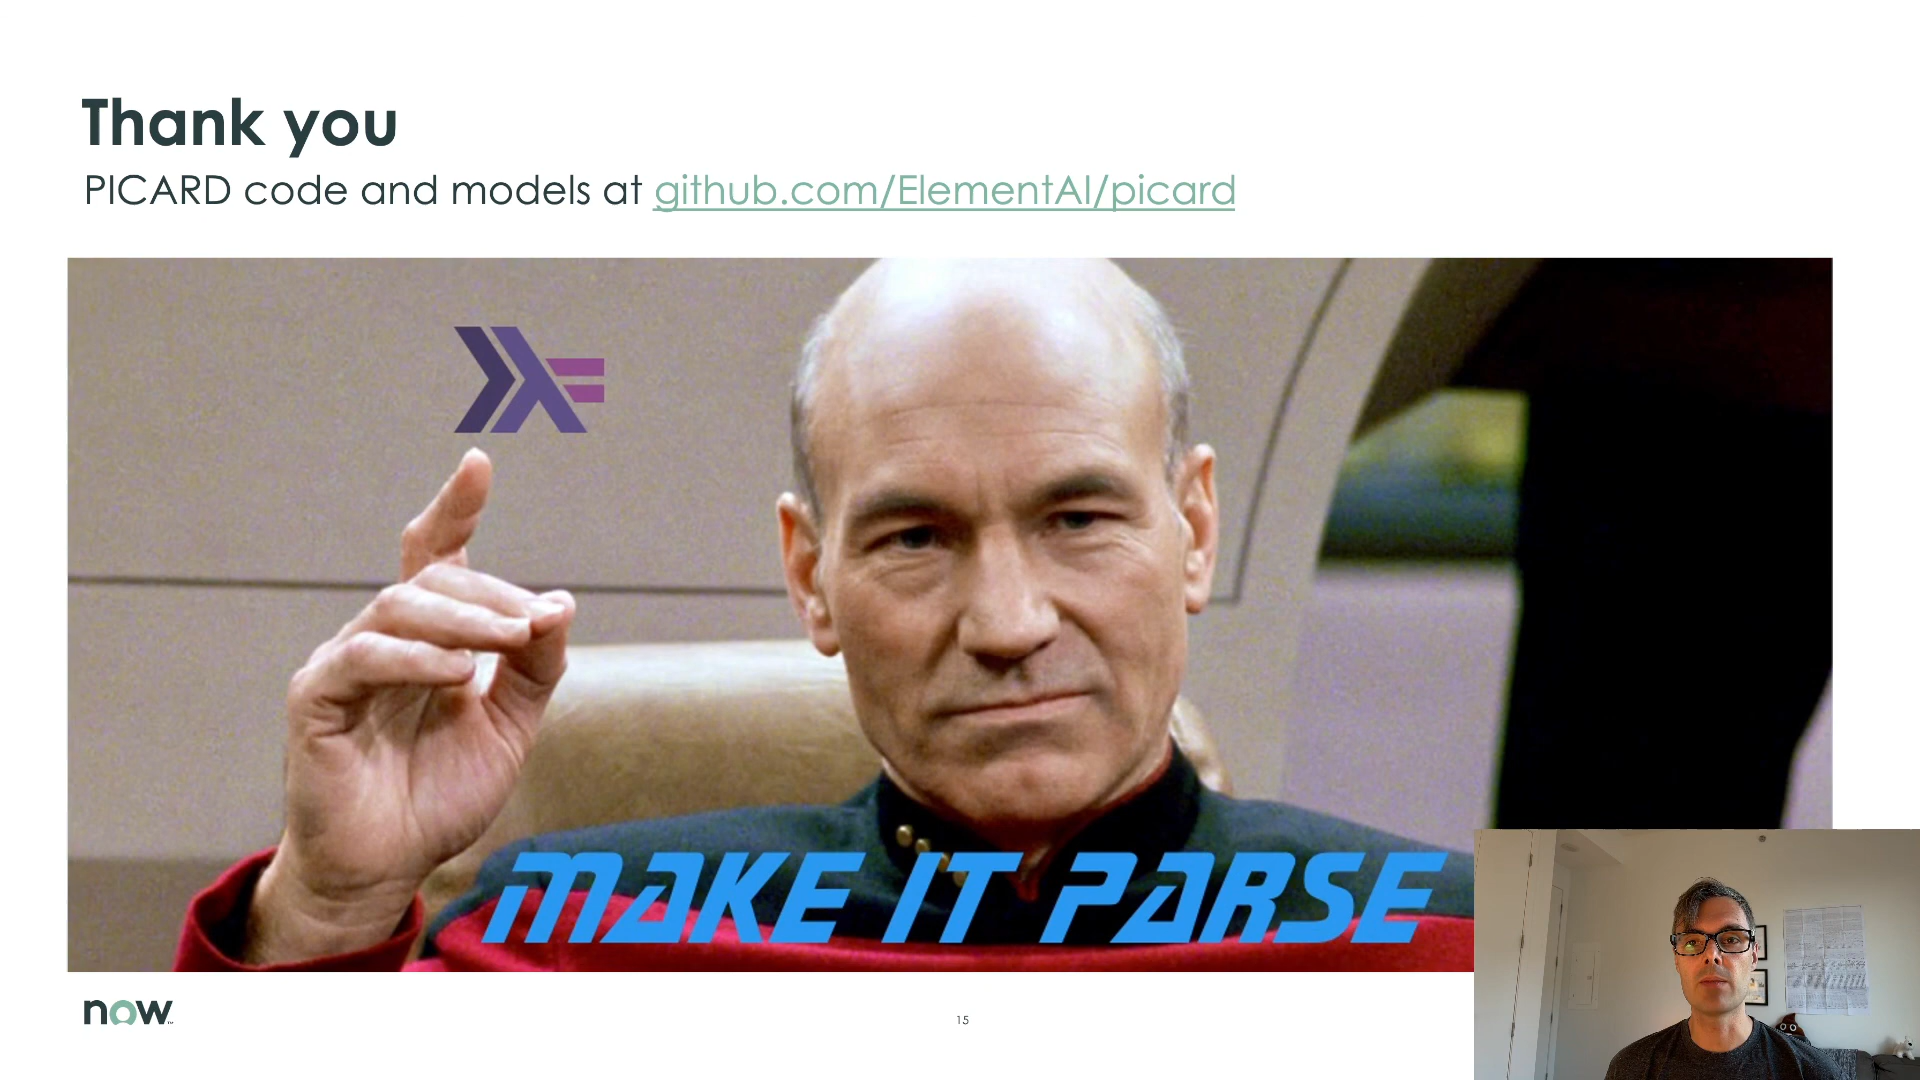 Thank you
PICARD code and models at github.com/ElementAI/picard
MAKE IT PARSE
now
15